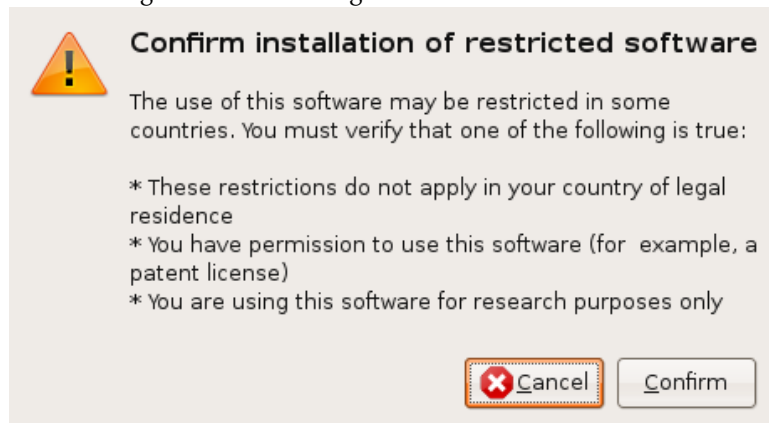 Confirm installation of restricted software
The use of this software may be restricted in some
countries. You must verify that one of the following is true:
* These restrictions do not apply in your country of legal
residence
* You have permission to use this software (for example, a
patent license)
* You are using this software for research purposes only
Cancel Confirm